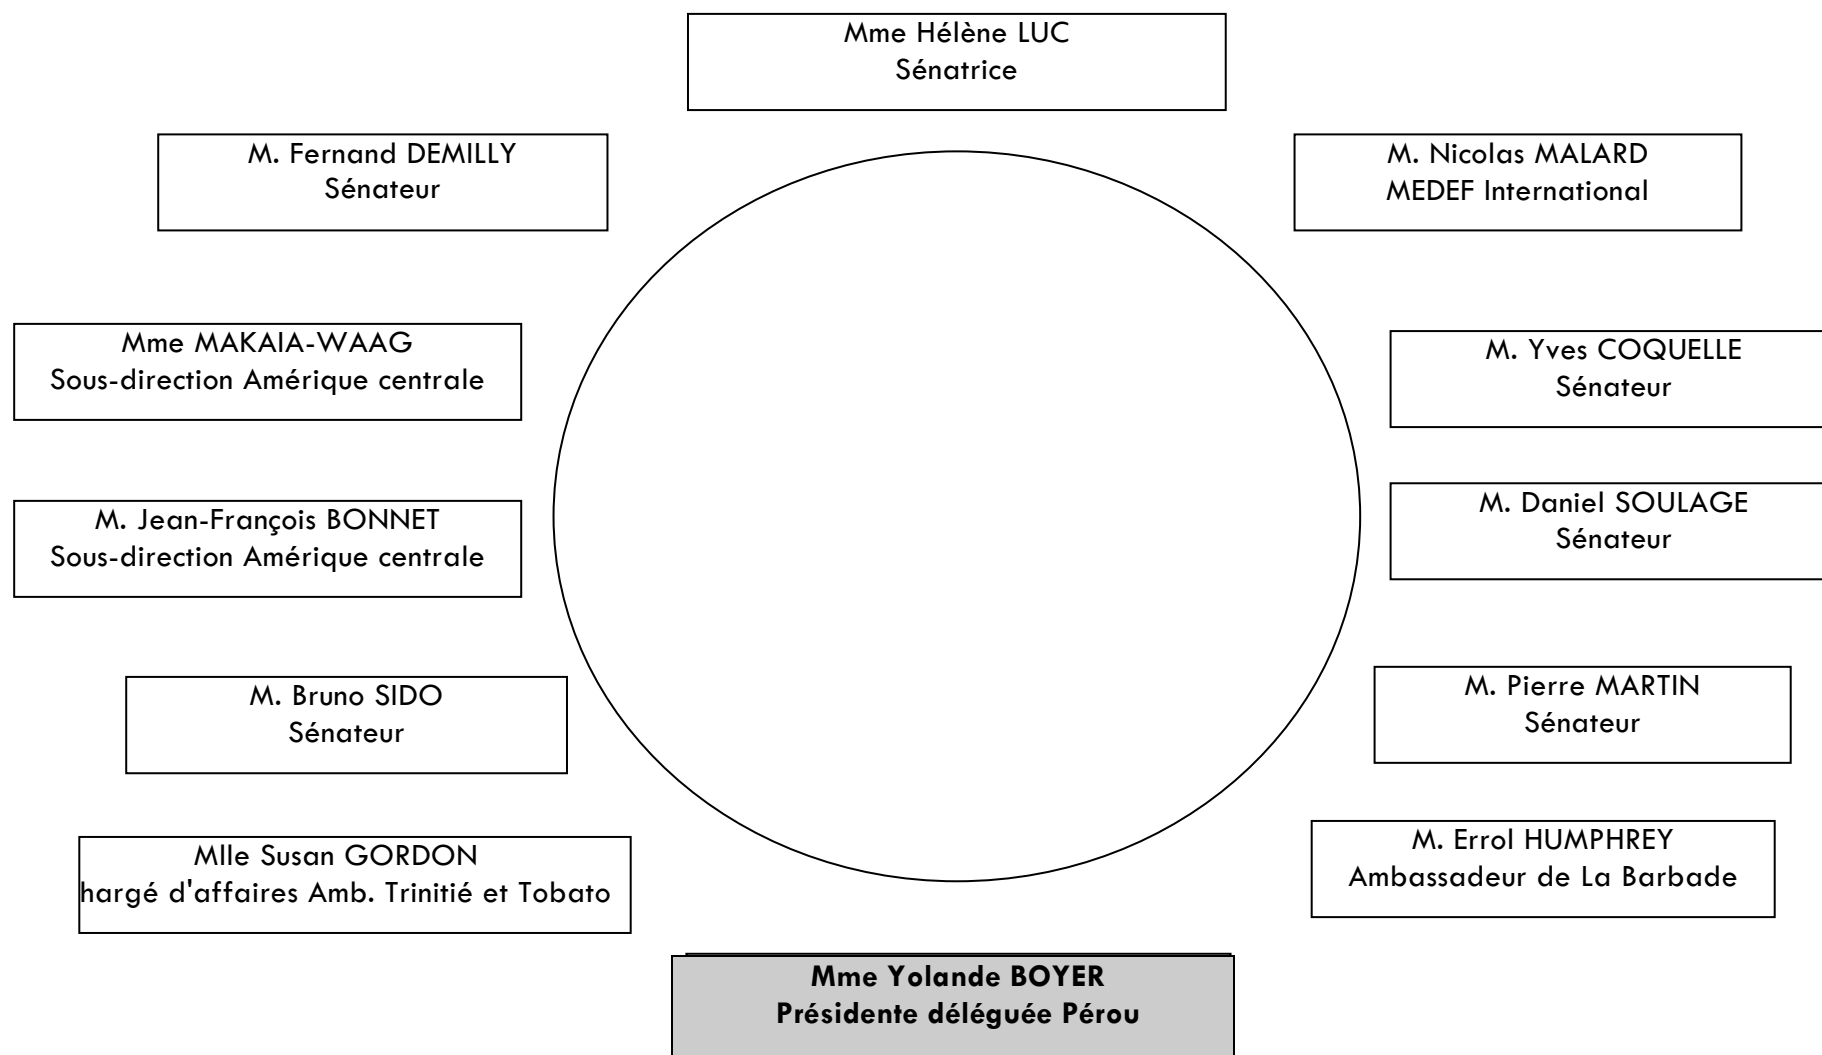 Mme Hélène LUC
Sénatrice
M. Fernand DEMILLY
Sénateur
M. Nicolas MALARD
MEDEF International
Mme MAKAIA-WAAG
Sous-direction Amérique centrale
M. Yves COQUELLE
Sénateur
M. Jean-François BONNET
Sous-direction Amérique centrale
M. Daniel SOULAGE
Sénateur
M. Bruno SIDO
Sénateur
M. Pierre MARTIN
Sénateur
Mlle Susan GORDON
hargé d'affaires Amb. Trinitié et Tobato
M. Errol HUMPHREY
Ambassadeur de La Barbade
Mme Yolande BOYER
Présidente déléguée Pérou